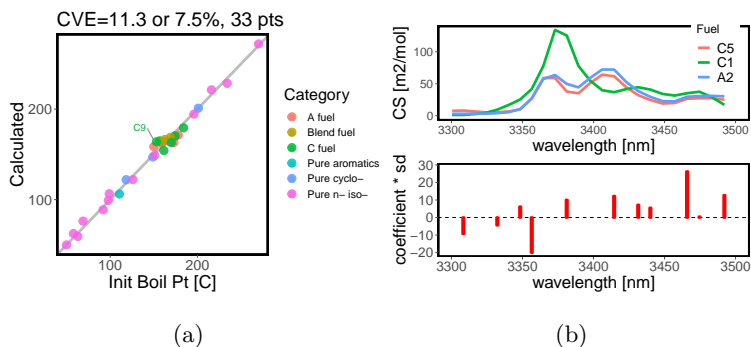 CVE=11.3 or 7.5%, 33 pts
Calculated
200
100
C9
100
200
Init Boil Pt [C]
Category
A fuel
Blend fuel
C fuel
Pure aromatics
Pure cyclo−
Pure n− iso−
(a)
b)
CS [m2/mol]
100
50
0
Fuel
C5
C1
A2
3300
3350
3400
3450
3500
wavelength [nm]
coefficient * sd
30
20
10
0
−10
−20
3300
3350
3400
3450
3500
wavelength [nm]
(b)